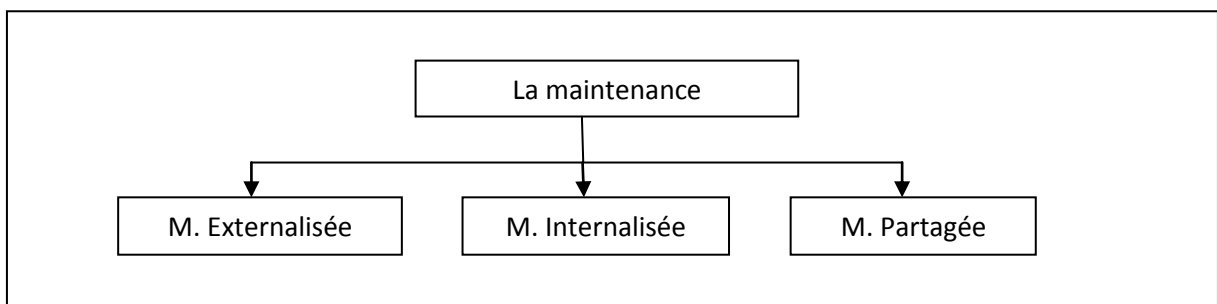 La maintenance
M. Externalisée
M. Internalisée
M. Partagée